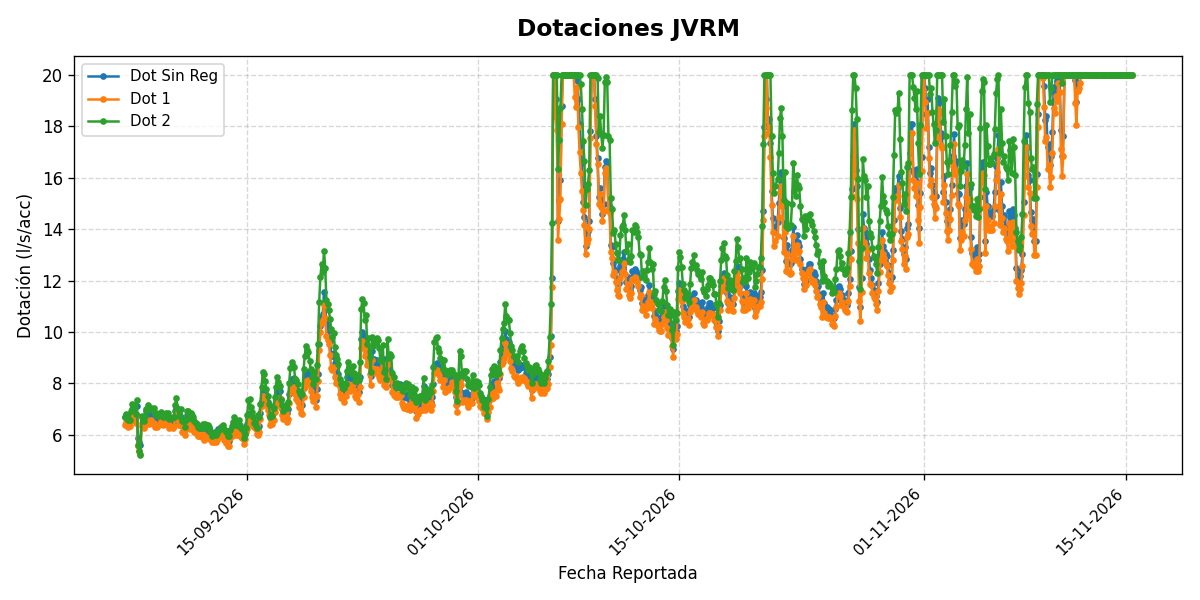 Dotaciones JVRM
Dot Sin Reg
Dot 1
Dot 2
Dotación (l/s/acc)
20
18
16
14
12
10
8
6
15-09-2026
01-10-2026
15-10-2026
01-11-2026
15-11-2026
Fecha Reportada